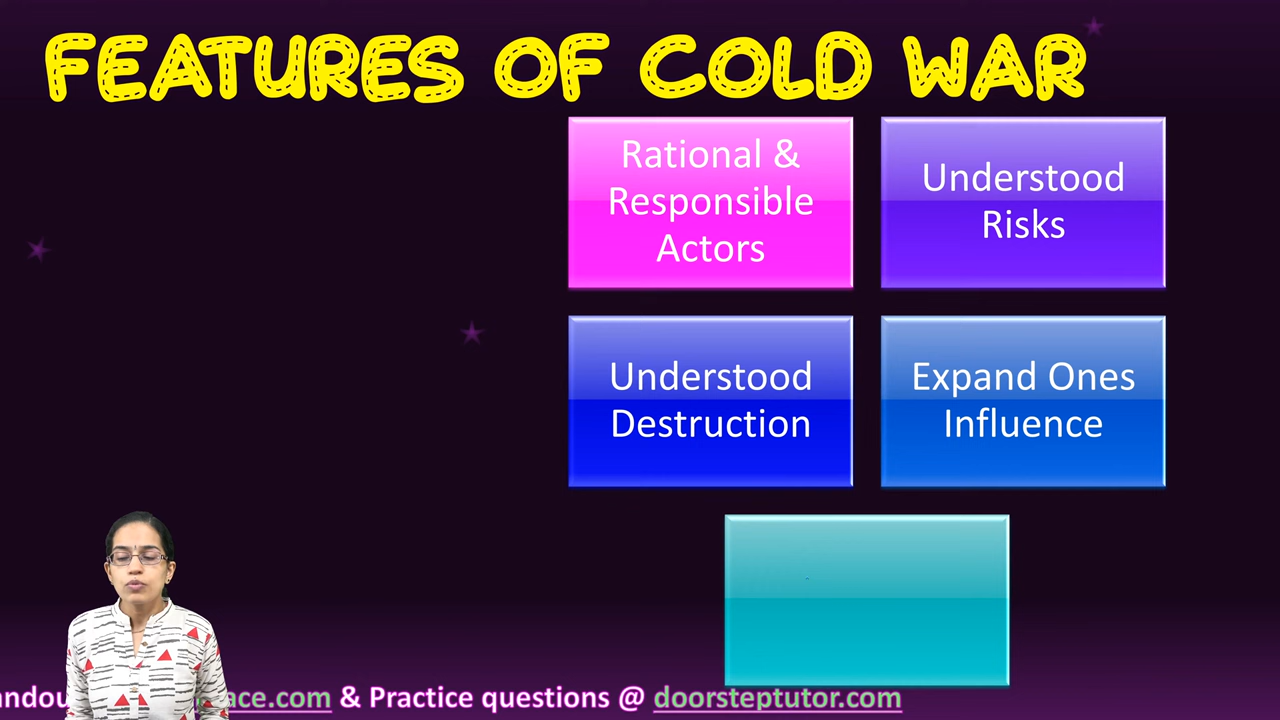 FEATURES OF COLD WAR
Rational &
Responsible
Actors
Understood
Risks
Understood
Destruction
Expand Ones
Influence
ace.com & Practice questions @ doorsteptutor.com